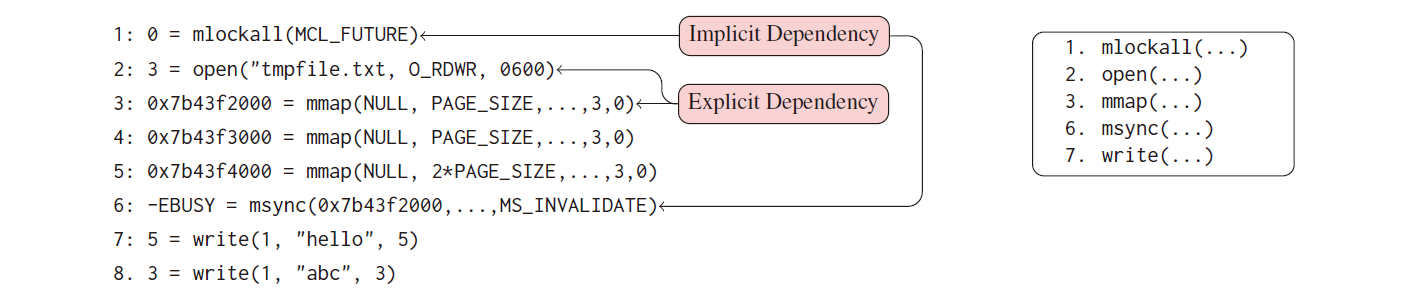 1: 0 = mlockall(MCL_FUTURE)
Implicit Dependency
2: 3 = open("tmpfile.txt, O_RDWR, 0600)
3: 0x7b43f2000 = mmap(NULL, PAGE_SIZE,...,3,0)
Explicit Dependency
4: 0x7b43f3000 = mmap(NULL, PAGE_SIZE,...,3,0)
5: 0x7b43f4000 = mmap(NULL, 2*PAGE_SIZE,...,3,0)
6: -EBUSY = msync(0x7b43f2000,...,MS_INVALIDATE)
7: 5 = write(1, "hello", 5)
8. 3 = write(1, "abc", 3)
1. mlockall(...)
2. open(...)
3. mmap(...)
6. msync(...)
7. write(...)